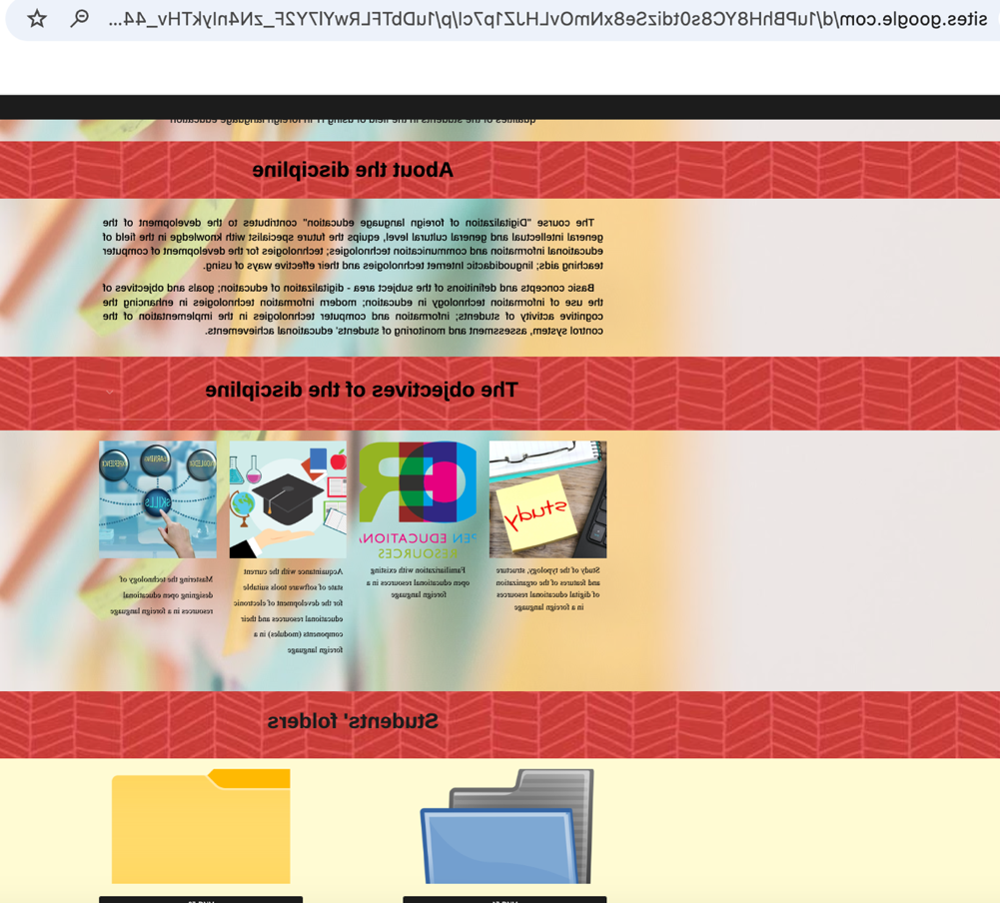 sites.google.com/d/1uPBhH8YC8s0tdizSe8xNmOvLHJZ1p7cl/p/1uDbTFLRwIYI7Y2F_zN4nIykTHv_44...
qualities of the students in the field of using IT in foreign language education
About the discipline
The course "Digitalization of foreign language education" contributes to the development of the
general intellectual and general cultural level, equips the future specialist with knowledge in the field of
educational information and communication technologies; technologies for the development of computer
teaching aids; linguodidactic Internet technologies and their effective ways of using.
Basic concepts and definitions of the subject area - digitalization of education; goals and objectives of
the use of information technology in education; modern information technologies in enhancing the
cognitive activity of students; information and computer technologies in the implementation of the
control system, assessment and monitoring of students' educational achievements.
The objectives of the discipline
study
Study of the typology, structure
and features of the organization
of digital educational resources
in a foreign language
OER
PEN EDUCATIONA
RESOURCES
Familiarization with existing
open educational resources in a
foreign language
Acquaintance with the current
state of software tools suitable
for the development of electronic
educational resources and their
components (modules) in a
foreign language
LEARNING
SKILLS
Mastering the technology of
designing open educational
resources in a foreign language
Students' folders